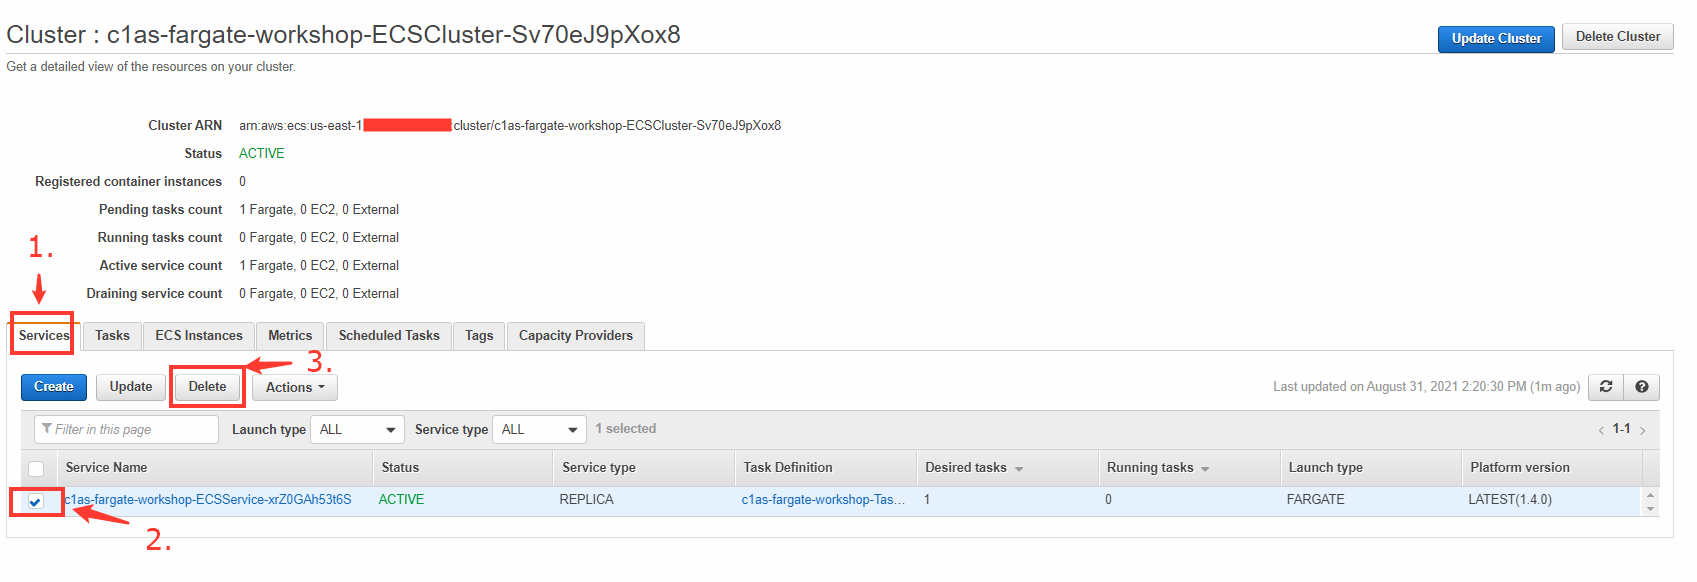 Cluster : c1as-fargate-workshop-ECSCluster-Sv70eJ9pXox8
Update Cluster
Delete Cluster
Get a detailed view of the resources on your cluster.
Cluster ARN arn:aws:ecs:us-east-1 :cluster/c1as-fargate-workshop-ECSCluster-Sv70eJ9pXox8
Status ACTIVE
Registered container instances 0
Pending tasks count 1 Fargate, 0 EC2, 0 External
Running tasks count 0 Fargate, 0 EC2, 0 External
1.
Active service count 1 Fargate, 0 EC2, 0 External
Draining service count 0 Fargate, 0 EC2, 0 External
Services Tasks ECS Instances Metrics Scheduled Tasks Tags Capacity Providers
3.
Create Update Delete Actions Last updated on August 31, 2021 2:20:30 PM (1m ago)
Filter in this page Launch type ALL Service type ALL 1 selected < 1-1 >
Service Name Status Service type Task Definition Desired tasks Running tasks Launch type Platform version
c1as-fargate-workshop-ECSService-xrZ0GAh53t6S ACTIVE REPLICA c1as-fargate-workshop-Tas... 1 0 FARGATE LATEST(1.4.0)
2.